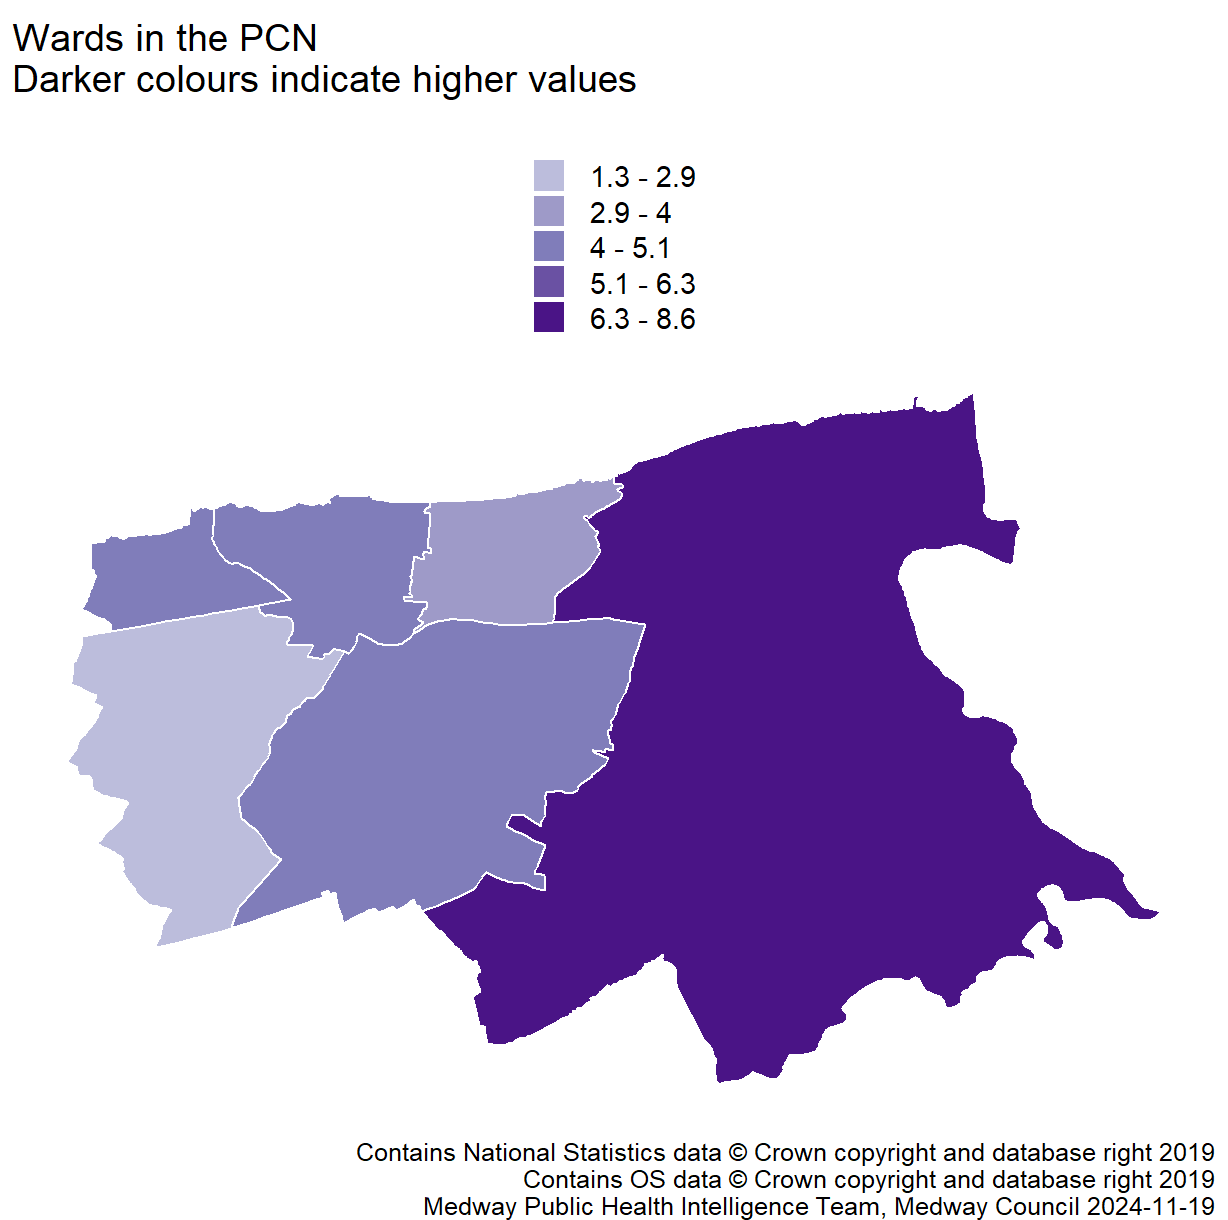 Wards in the PCN
Darker colours indicate higher values
1.3 - 2.9
2.9 - 4
4 - 5.1
5.1 - 6.3
6.3 - 8.6
Contains National Statistics data © Crown copyright and database right 2019
Contains OS data © Crown copyright and database right 2019
Medway Public Health Intelligence Team, Medway Council 2024-11-19